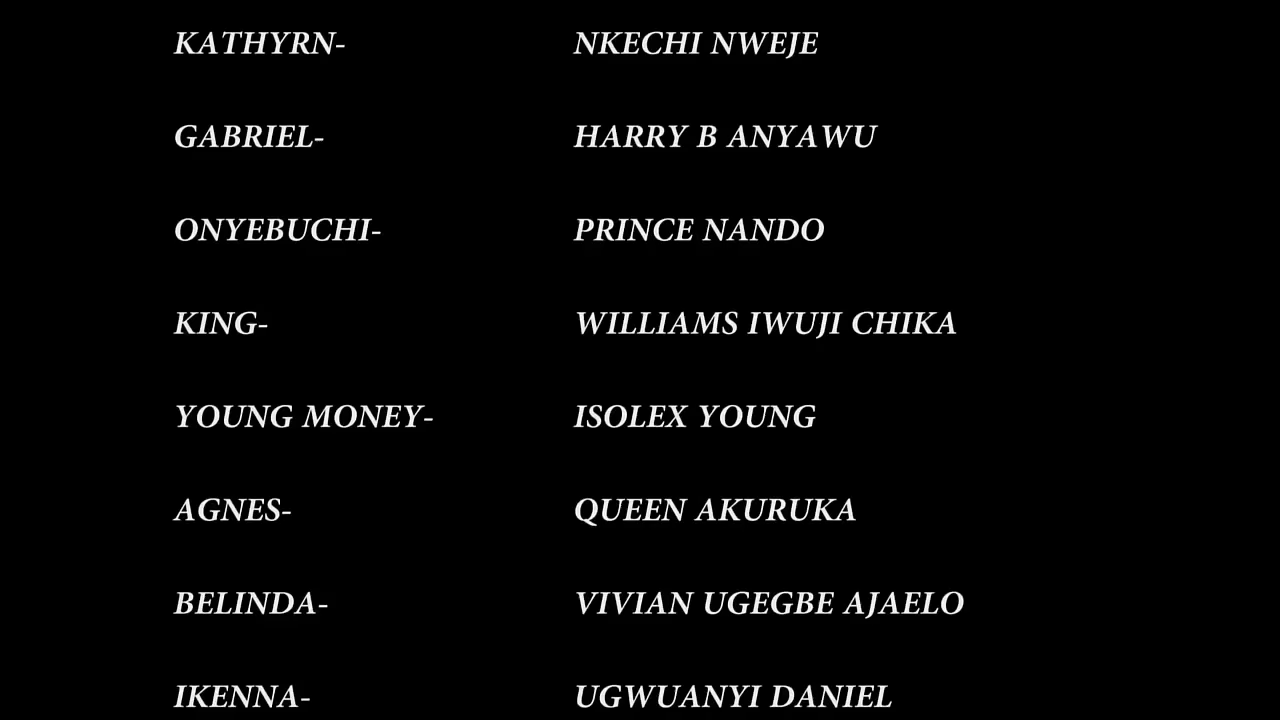 KATHYRN- NKECHI NWEJE
GABRIEL- HARRY B ANYAWU
ONYEBUCHI- PRINCE NANDO
KING- WILLIAMS IWUJI CHIKA
YOUNG MONEY- ISOLEX YOUNG
AGNES- QUEEN AKURUKA
BELINDA- VIVIAN UGEGBE AJAELO
IKENNA- UGWUANYI DANIEL